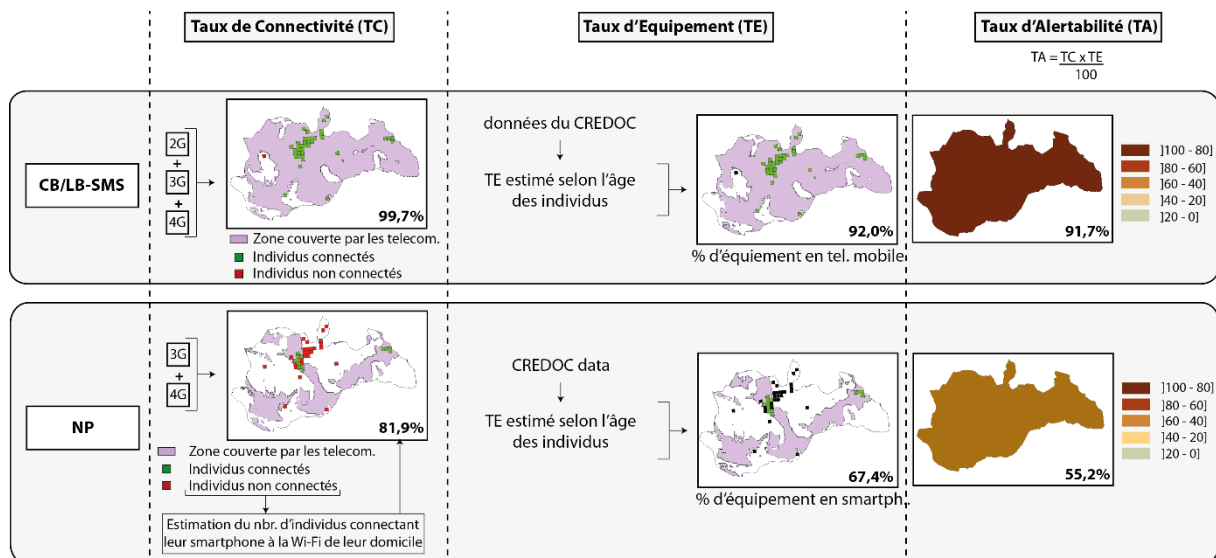 Taux de Connectivité (TC)
Taux d'Equipement (TE)
Taux d'Alertabilité (TA)
TA = TC x TE
100
CB/LB-SMS
2G
+
3G
+
4G
99,7%
Zone couverte par les telecom.
Individus connectés
Individus non connectés
données du CREDOC
TE estimé selon l'âge
des individus
92,0%
% d'équiement en tel. mobile
91,7%
]100 - 80]
]80 - 60]
]60 - 40]
]40 - 20]
]20 - 0]
NP
3G
+
4G
81,9%
Zone couverte par les telecom.
Individus connectés
Individus non connectés
Estimation du nbr. d'individus connectant
leur smartphone à la Wi-Fi de leur domicile
CREDOC data
TE estimé selon l'âge
des individus
67,4%
% d'équipement en smartph.
55,2%
]100 - 80]
]80 - 60]
]60 - 40]
]40 - 20]
]20 - 0]